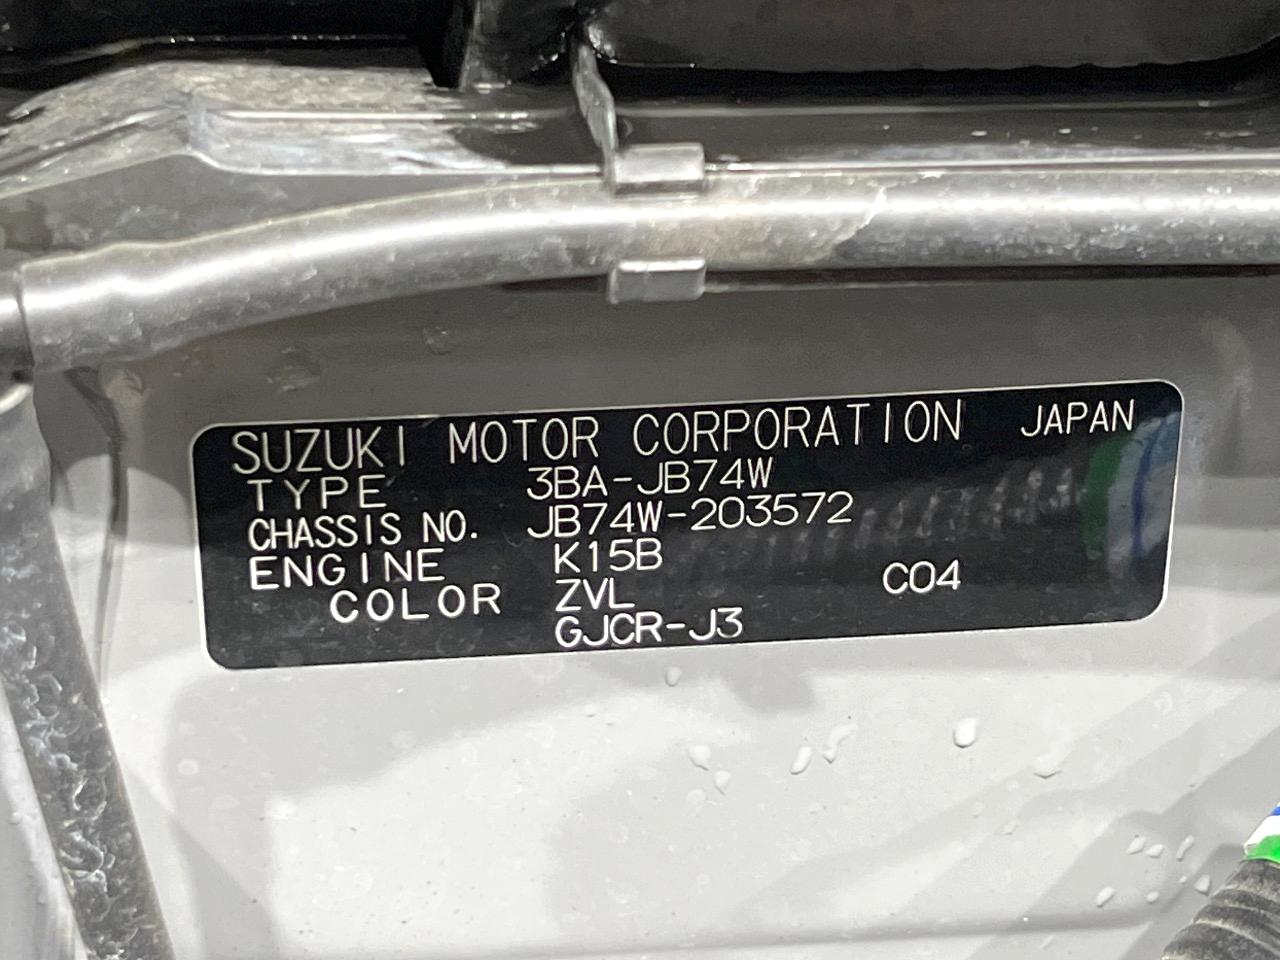 SUZUKI MOTOR CORPORATION JAPAN
TYPE 3BA-JB74W
CHASSIS NO. JB74W-203572
ENGINE K15B
COLOR ZVL C04
GJCR-J3